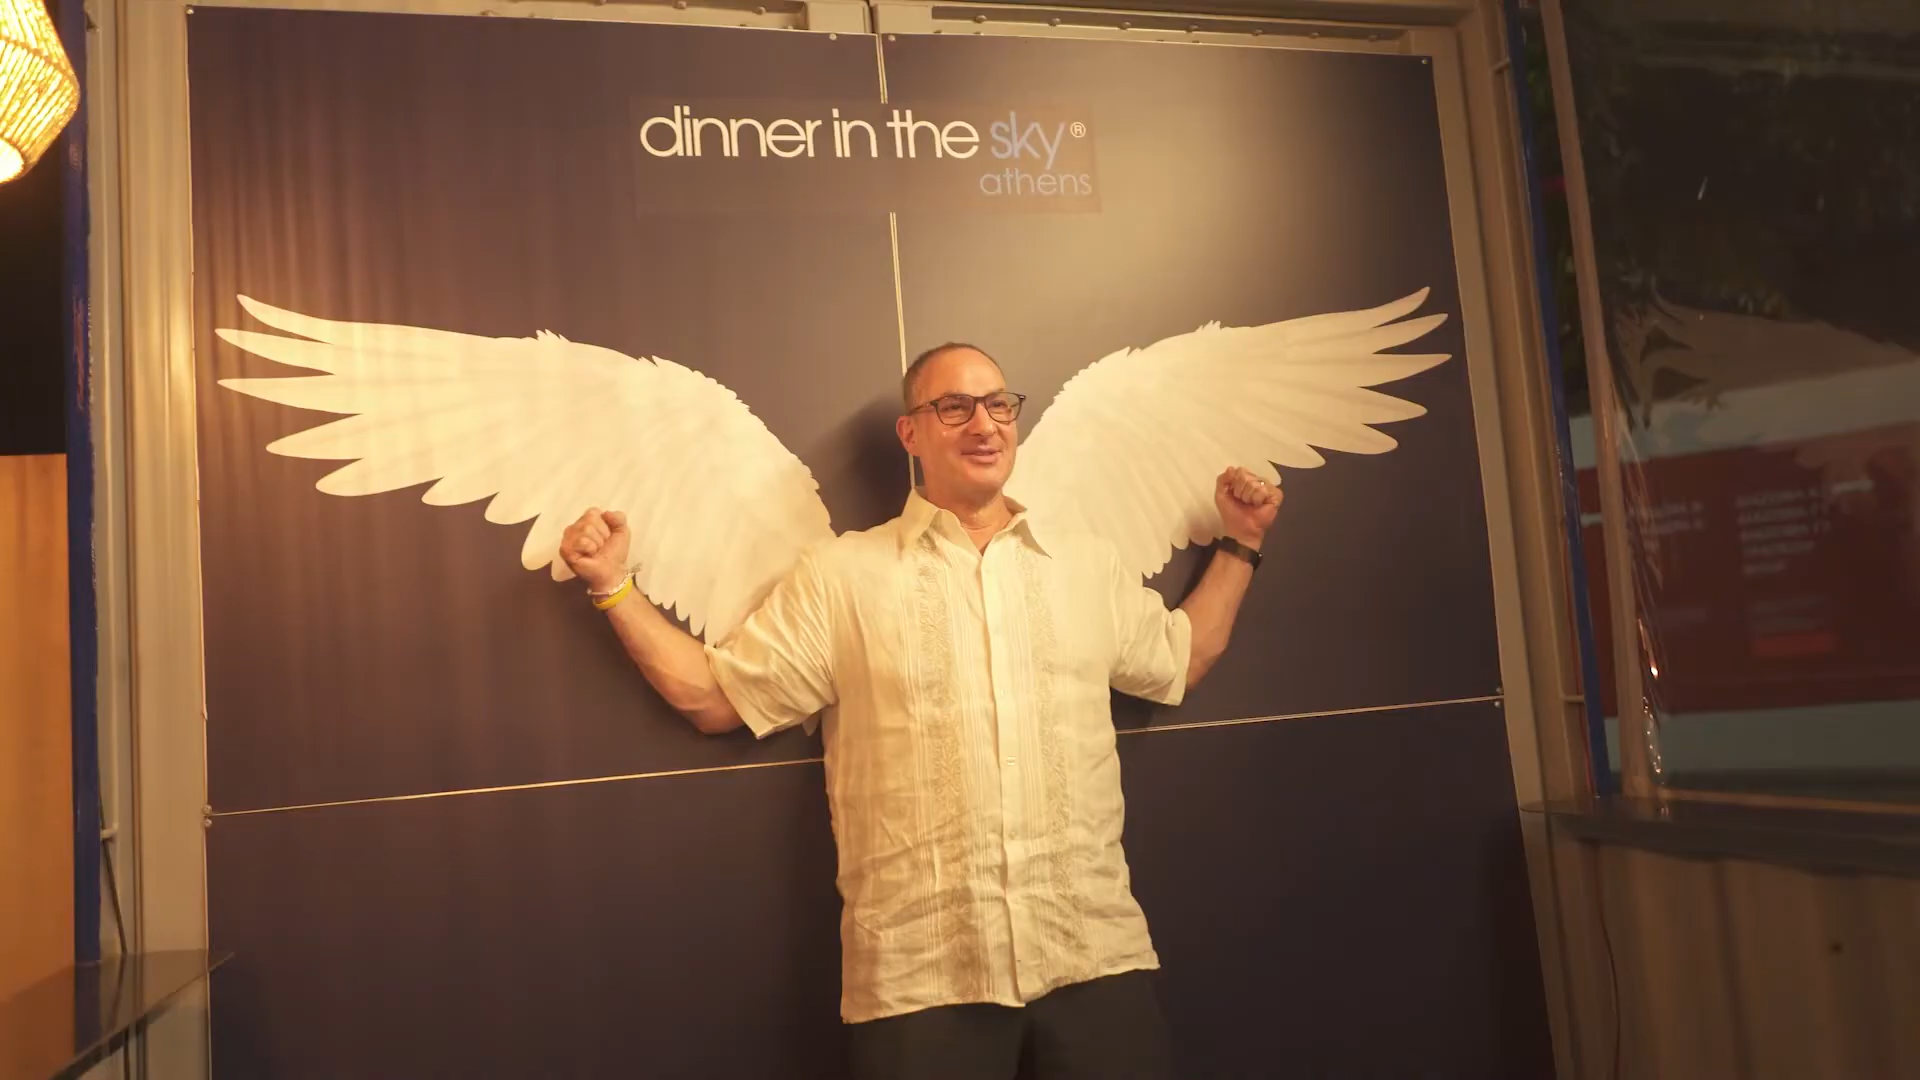 dinner in the sky®
athens